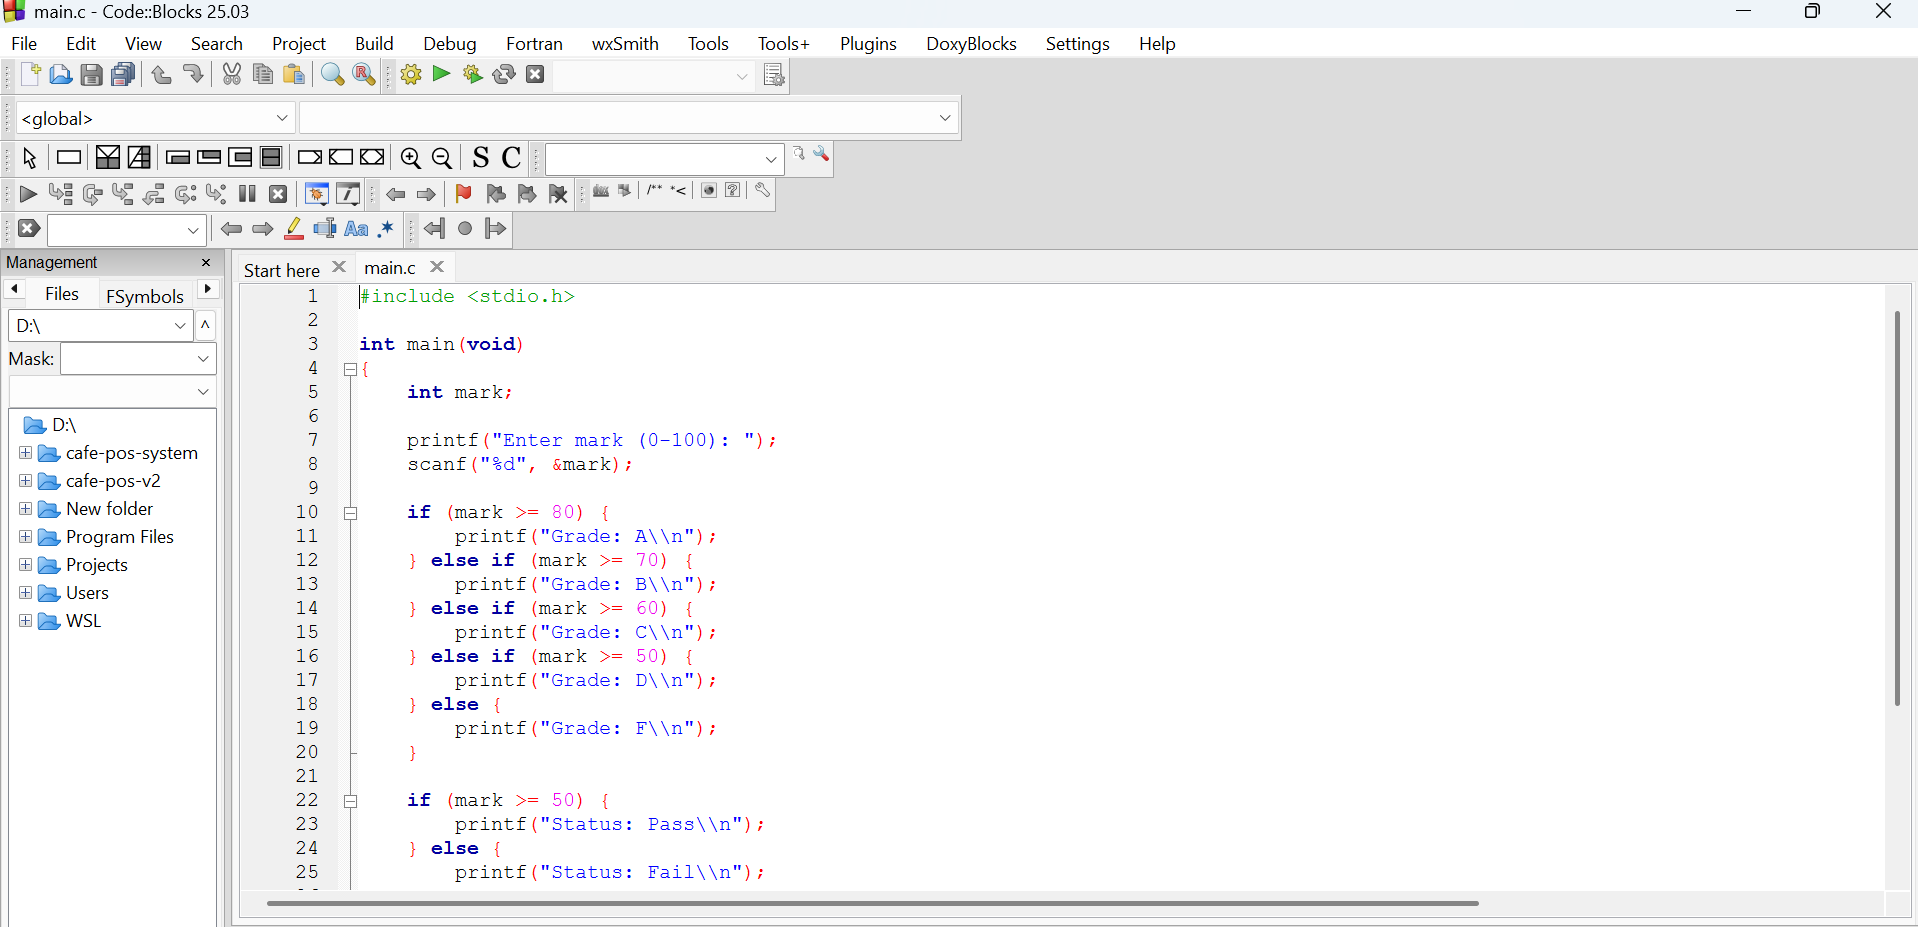 main.c - Code::Blocks 25.03
File Edit View Search Project Build Debug Fortran wxSmith Tools Tools+ Plugins DoxyBlocks Settings Help
<global>
S C
/** *<
Aa .*
Management
Files FSymbols
D:\
Mask:
D:\
cafe-pos-system
cafe-pos-v2
New folder
Program Files
Projects
Users
WSL
Start here main.c
1 #include <stdio.h>
2
3 int main(void)
4 {
5     int mark;
6
7     printf("Enter mark (0-100): ");
8     scanf("%d", &mark);
9
10     if (mark >= 80) {
11         printf("Grade: A\\n");
12     } else if (mark >= 70) {
13         printf("Grade: B\\n");
14     } else if (mark >= 60) {
15         printf("Grade: C\\n");
16     } else if (mark >= 50) {
17         printf("Grade: D\\n");
18     } else {
19         printf("Grade: F\\n");
20     }
21
22     if (mark >= 50) {
23         printf("Status: Pass\\n");
24     } else {
25         printf("Status: Fail\\n");